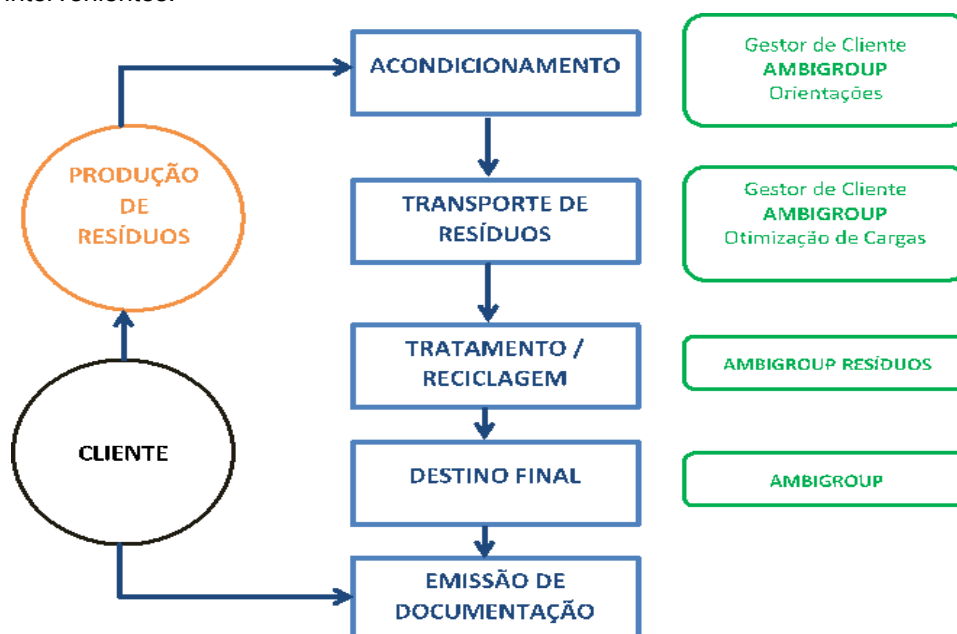 intervenientes.
ACONDICIONAMENTO
Gestor de Cliente
AMBIGROUP
Orientações
PRODUÇÃO
DE
RESÍDUOS
TRANSPORTE DE
RESÍDUOS
Gestor de Cliente
AMBIGROUP
Otimização de Cargas
TRATAMENTO /
RECICLAGEM
AMBIGROUP RESÍDUOS
CLIENTE
DESTINO FINAL
AMBIGROUP
EMISSÃO DE
DOCUMENTAÇÃO